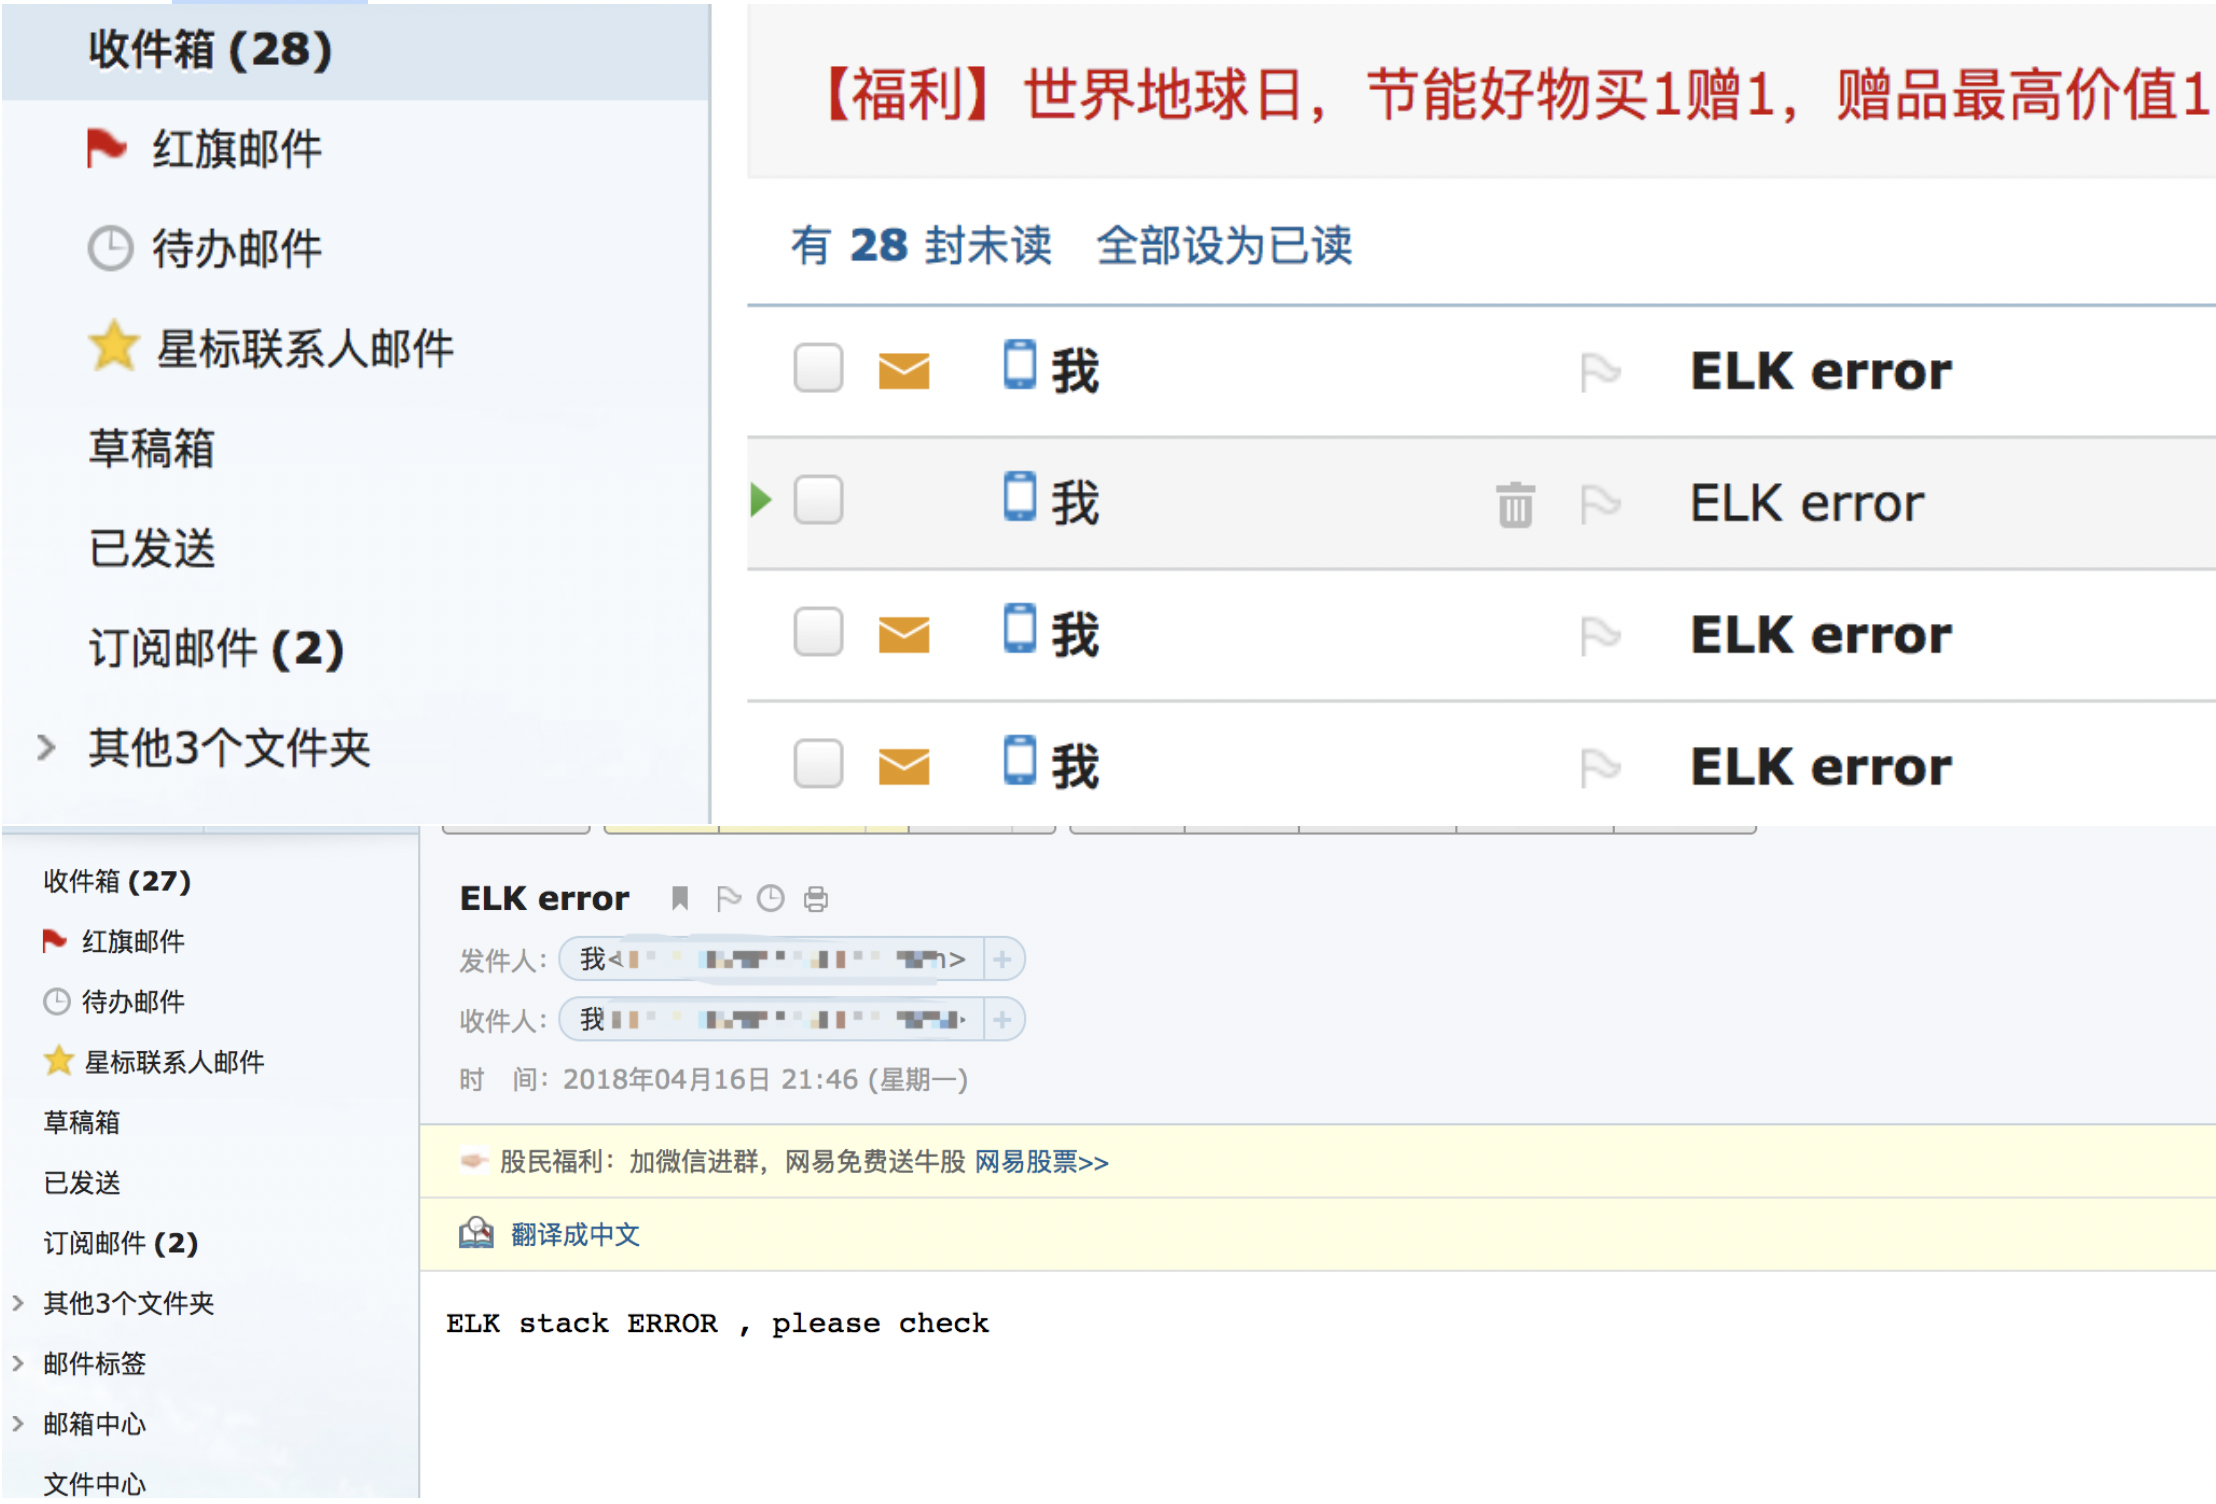 收件箱 (28)
红旗邮件
待办邮件
星标联系人邮件
草稿箱
已发送
订阅邮件 (2)
其他3个文件夹
【福利】世界地球日，节能好物买1赠1，赠品最高价值1
有 28 封未读 全部设为已读
我 ELK error
我 ELK error
我 ELK error
我 ELK error
收件箱 (27)
红旗邮件
待办邮件
星标联系人邮件
草稿箱
已发送
订阅邮件 (2)
其他3个文件夹
邮件标签
邮箱中心
文件中心
ELK error
发件人： 我<
收件人： 我
时 间： 2018年04月16日 21:46 (星期一)
股民福利：加微信进群，网易免费送牛股 网易股票>>
翻译成中文
ELK stack ERROR , please check